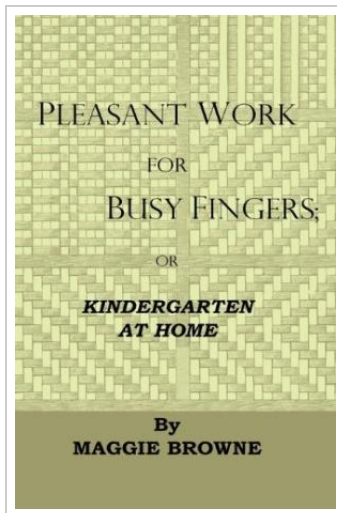 PLEASANT WORK
FOR
BUSY FINGERS;
OR
KINDERGARTEN
AT HOME
By
MAGGIE BROWNE